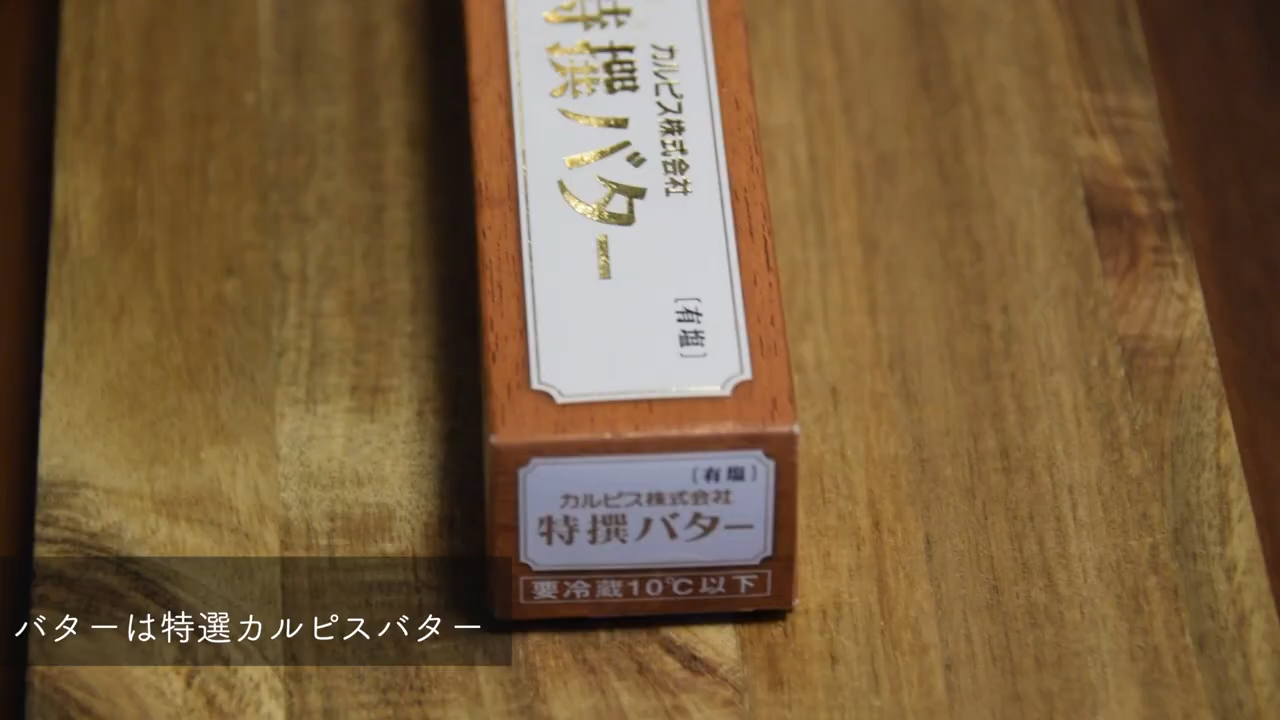 カルピス株式会社
特撰バター
[有塩]
[有塩]
カルピス株式会社
特撰バター
要冷蔵10℃以下
バターは特選カルピスバター